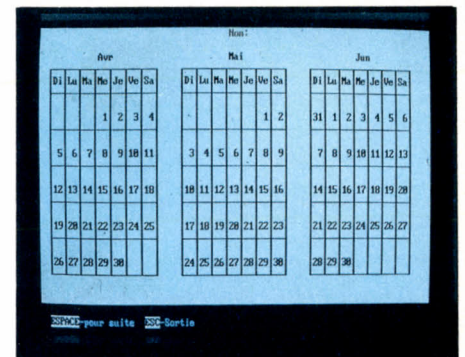 Nom:
Avr Mai Jun
Di Lu Ma Me Je Ve Sa Di Lu Ma Me Je Ve Sa Di Lu Ma Me Je Ve Sa
1 2 3 4 1 2 31 1 2 3 4 5 6
5 6 7 8 9 10 11 3 4 5 6 7 8 9 7 8 9 10 11 12 13
12 13 14 15 16 17 18 10 11 12 13 14 15 16 14 15 16 17 18 19 20
19 20 21 22 23 24 25 17 18 19 20 21 22 23 21 22 23 24 25 26 27
26 27 28 29 30 24 25 26 27 28 29 30 28 29 30
ESPACE-pour suite ESC-Sortie